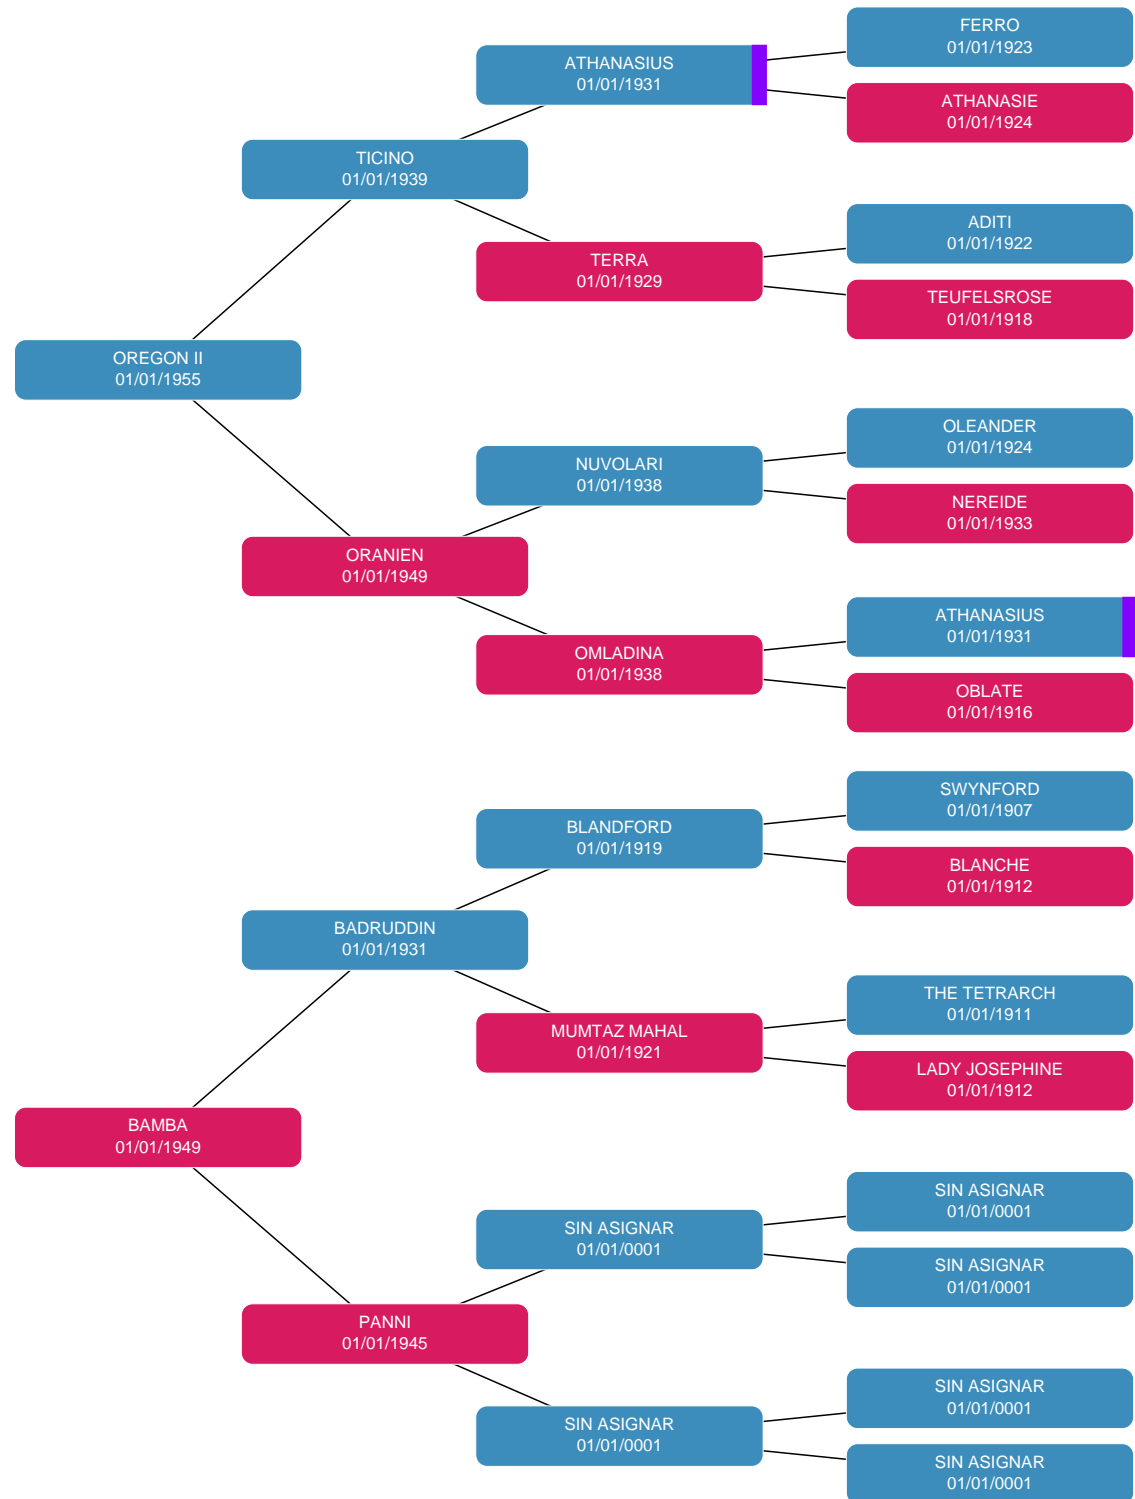 FERRO
01/01/1923
ATHANASIUS
01/01/1931
ATHANASIE
01/01/1924
TICINO
01/01/1939
ADITI
01/01/1922
TERRA
01/01/1929
TEUFELSROSE
01/01/1918
OREGON II
01/01/1955
OLEANDER
01/01/1924
NUVOLARI
01/01/1938
NEREIDE
01/01/1933
ORANIEN
01/01/1949
ATHANASIUS
01/01/1931
OMLADINA
01/01/1938
OBLATE
01/01/1916
SWYNFORD
01/01/1907
BLANDFORD
01/01/1919
BLANCHE
01/01/1912
BADRUDDIN
01/01/1931
THE TETRARCH
01/01/1911
MUMTAZ MAHAL
01/01/1921
LADY JOSEPHINE
01/01/1912
BAMBA
01/01/1949
SIN ASIGNAR
01/01/0001
SIN ASIGNAR
01/01/0001
SIN ASIGNAR
01/01/0001
PANNI
01/01/1945
SIN ASIGNAR
01/01/0001
SIN ASIGNAR
01/01/0001
SIN ASIGNAR
01/01/0001